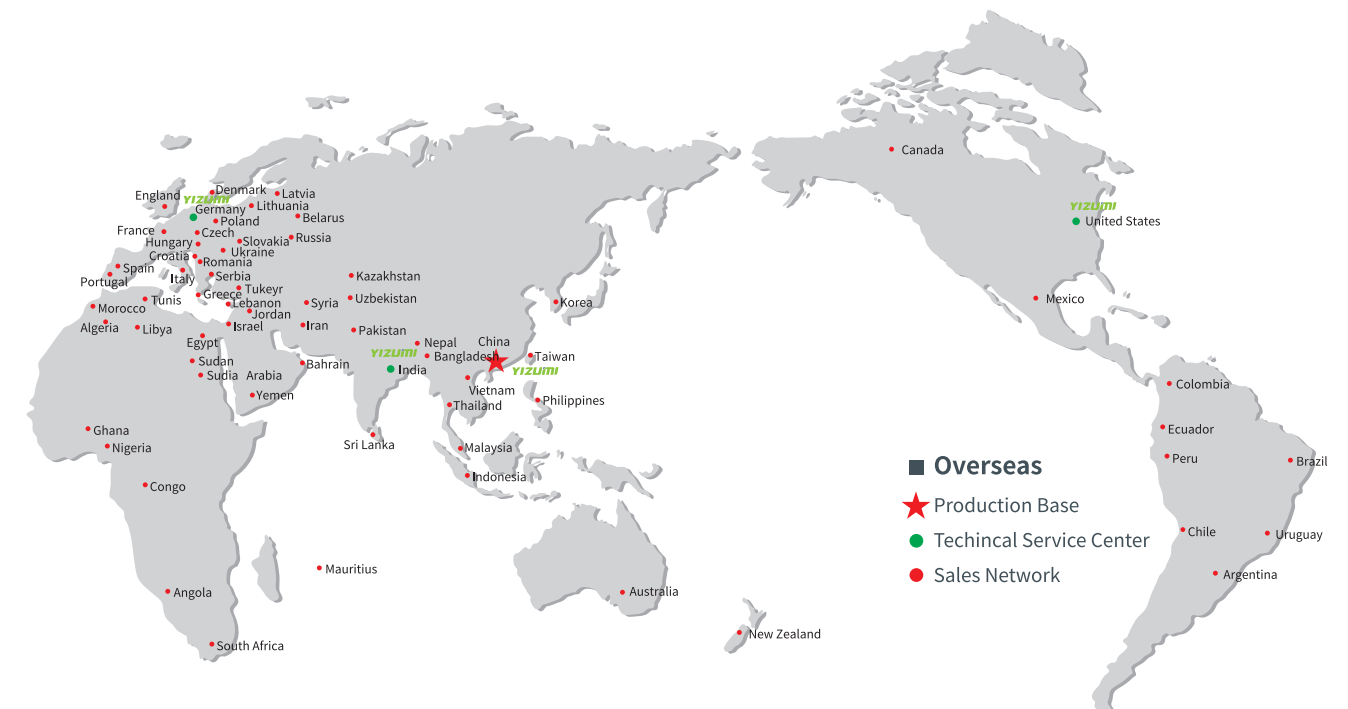 Canada
England
Denmark
YIZUMI
Latvia
Germany
Lithuania
YIZUMI
Poland
Belarus
United States
France
Czech
Hungary
Slovakia
Russia
Croatia
Ukraine
Romania
Spain
Italy
Serbia
Kazakhstan
Portugal
Tukeyr
Greece
Tunis
Lebanon
Syria
Uzbekistan
Korea
Mexico
Morocco
Jordan
Algeria
Libya
Israel
Iran
Pakistan
Egypt
Nepal
China
YIZUMI
Bangladesh
Taiwan
Sudan
Bahrain
India
YIZUMI
Sudia Arabia
Colombia
Yemen
Vietnam
Thailand
Philippines
Ghana
Ecuador
Nigeria
Sri Lanka
Malaysia
Peru
Brazil
Overseas
Indonesia
Congo
Production Base
Chile
Uruguay
Techincal Service Center
Mauritius
Sales Network
Argentina
Angola
Australia
New Zealand
South Africa